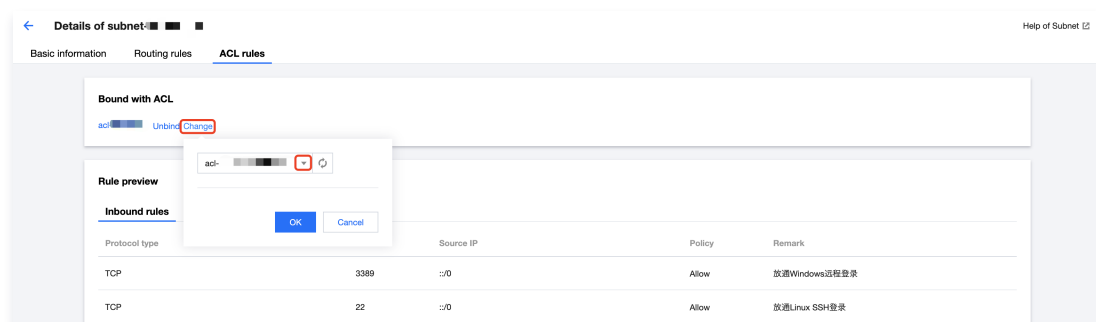 Details of subnet-
Help of Subnet
Basic information Routing rules ACL rules
Bound with ACL
acl- Unbind Change
acl-
Rule preview
Inbound rules
OK Cancel
Protocol type Source IP Policy Remark
TCP 3389 ::/0 Allow 放通Windows远程登录
TCP 22 ::/0 Allow 放通Linux SSH登录